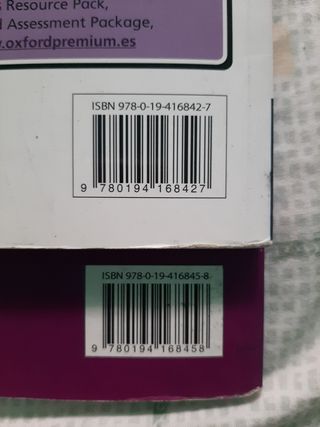 Resource Pack,
Assessment Package,
.oxfordpremium.es
ISBN 978-0-19-416842-7
9 780194 168427
ISBN 978-0-19-416845-8
9 780194 168458